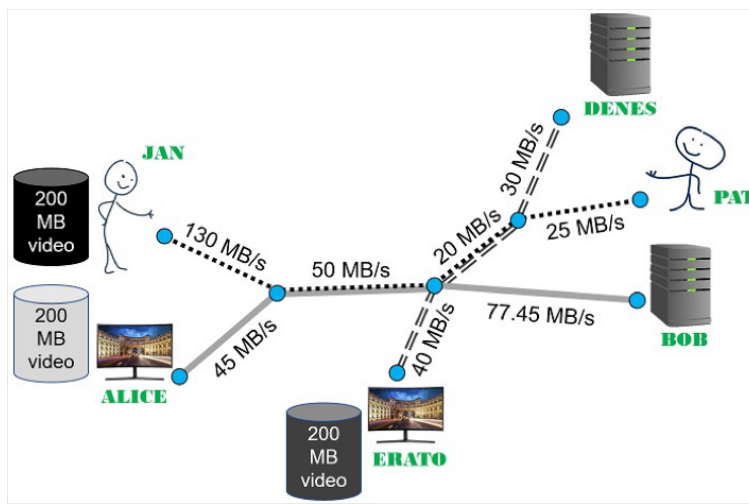 DENES
JAN
200
MB
video
130 MB/s
50 MB/s
20 MB/s
30 MB/s
25 MB/s
PAT
200
MB
video
45 MB/s
ALICE
40 MB/s
77.45 MB/s
BOB
200
MB
video
ERATO